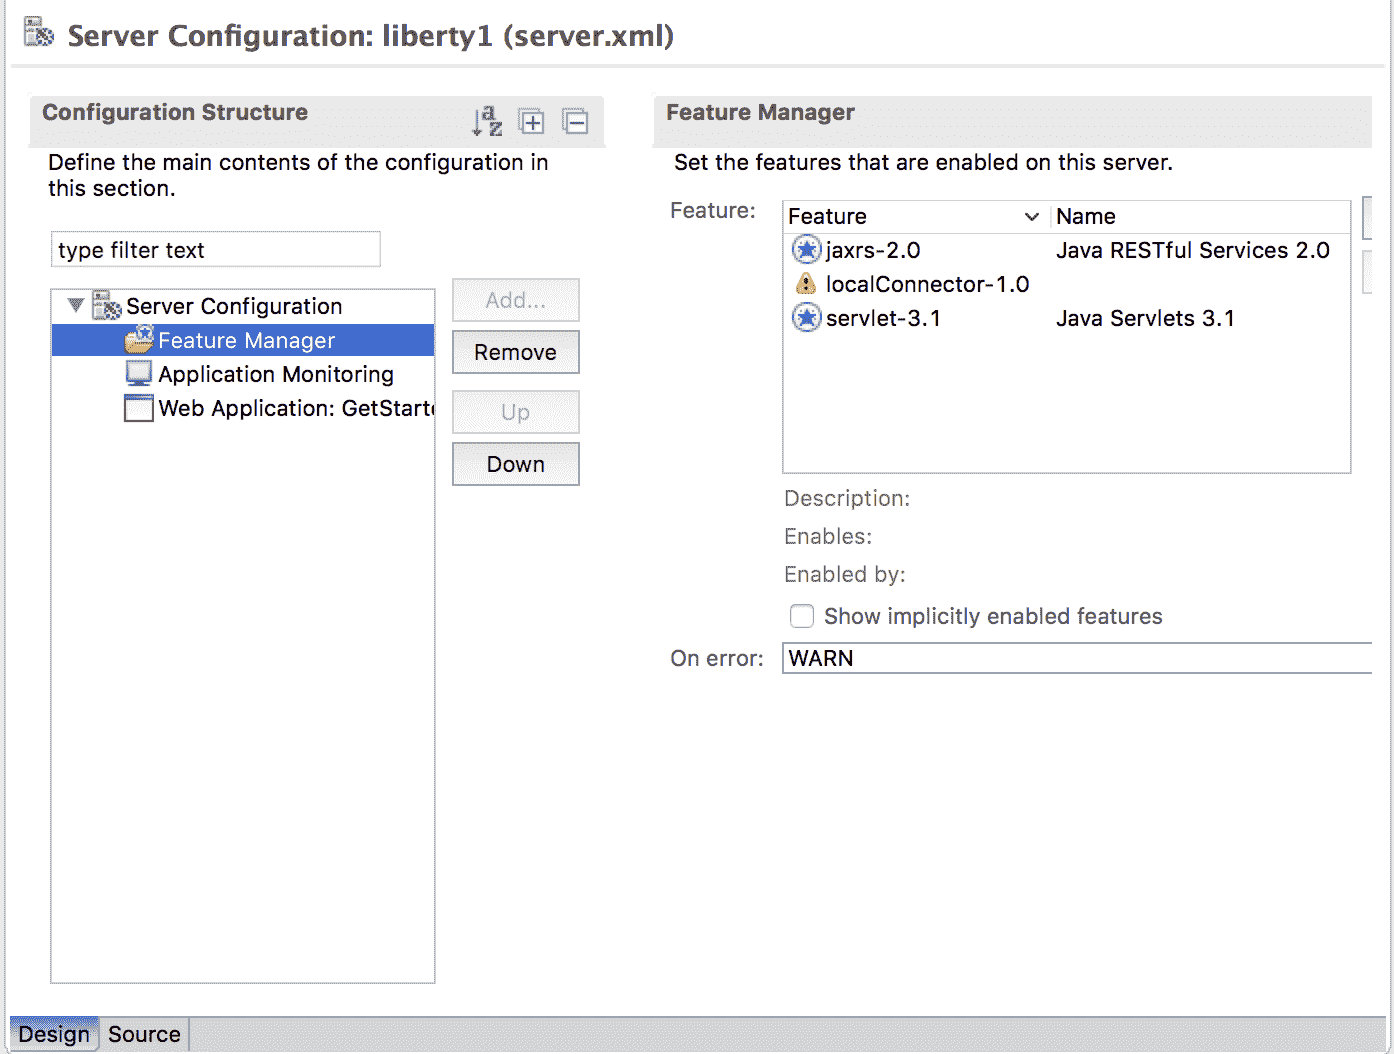 Server Configuration: liberty1 (server.xml)
Configuration Structure
Define the main contents of the configuration in
this section.
type filter text
Server Configuration
Feature Manager
Application Monitoring
Web Application: GetStarte
Add...
Remove
Up
Down
Feature Manager
Set the features that are enabled on this server.
Feature:
Feature Name
jaxrs-2.0 Java RESTful Services 2.0
localConnector-1.0
servlet-3.1 Java Servlets 3.1
Description:
Enables:
Enabled by:
Show implicitly enabled features
On error: WARN
Design Source